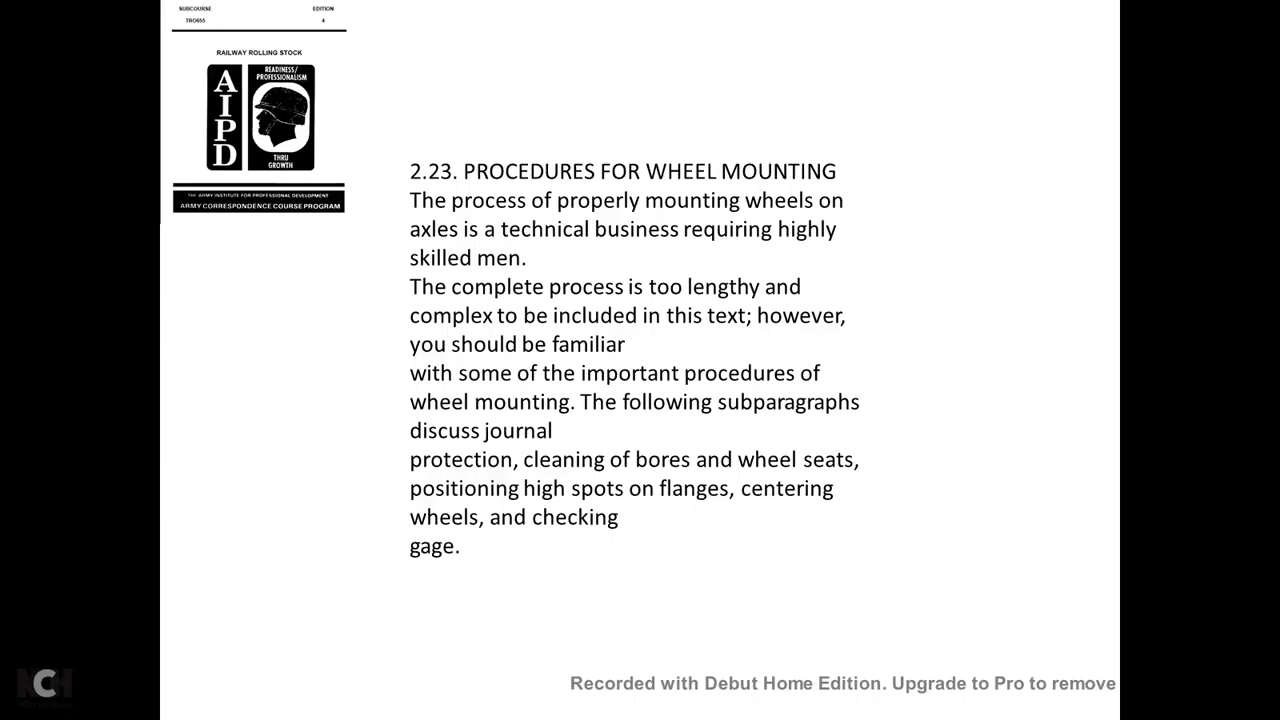 SUBCOURSE EDITION
TRO655 4
RAILWAY ROLLING STOCK
AIPD
READINESS/
PROFESSIONALISM
THRU
GROWTH
THE ARMY INSTITUTE FOR PROFESSIONAL DEVELOPMENT
ARMY CORRESPONDENCE COURSE PROGRAM
2.23. PROCEDURES FOR WHEEL MOUNTING
The process of properly mounting wheels on
axles is a technical business requiring highly
skilled men.
The complete process is too lengthy and
complex to be included in this text; however,
you should be familiar
with some of the important procedures of
wheel mounting. The following subparagraphs
discuss journal
protection, cleaning of bores and wheel seats,
positioning high spots on flanges, centering
wheels, and checking
gage.
NCH
Recorded with Debut Home Edition. Upgrade to Pro to remove